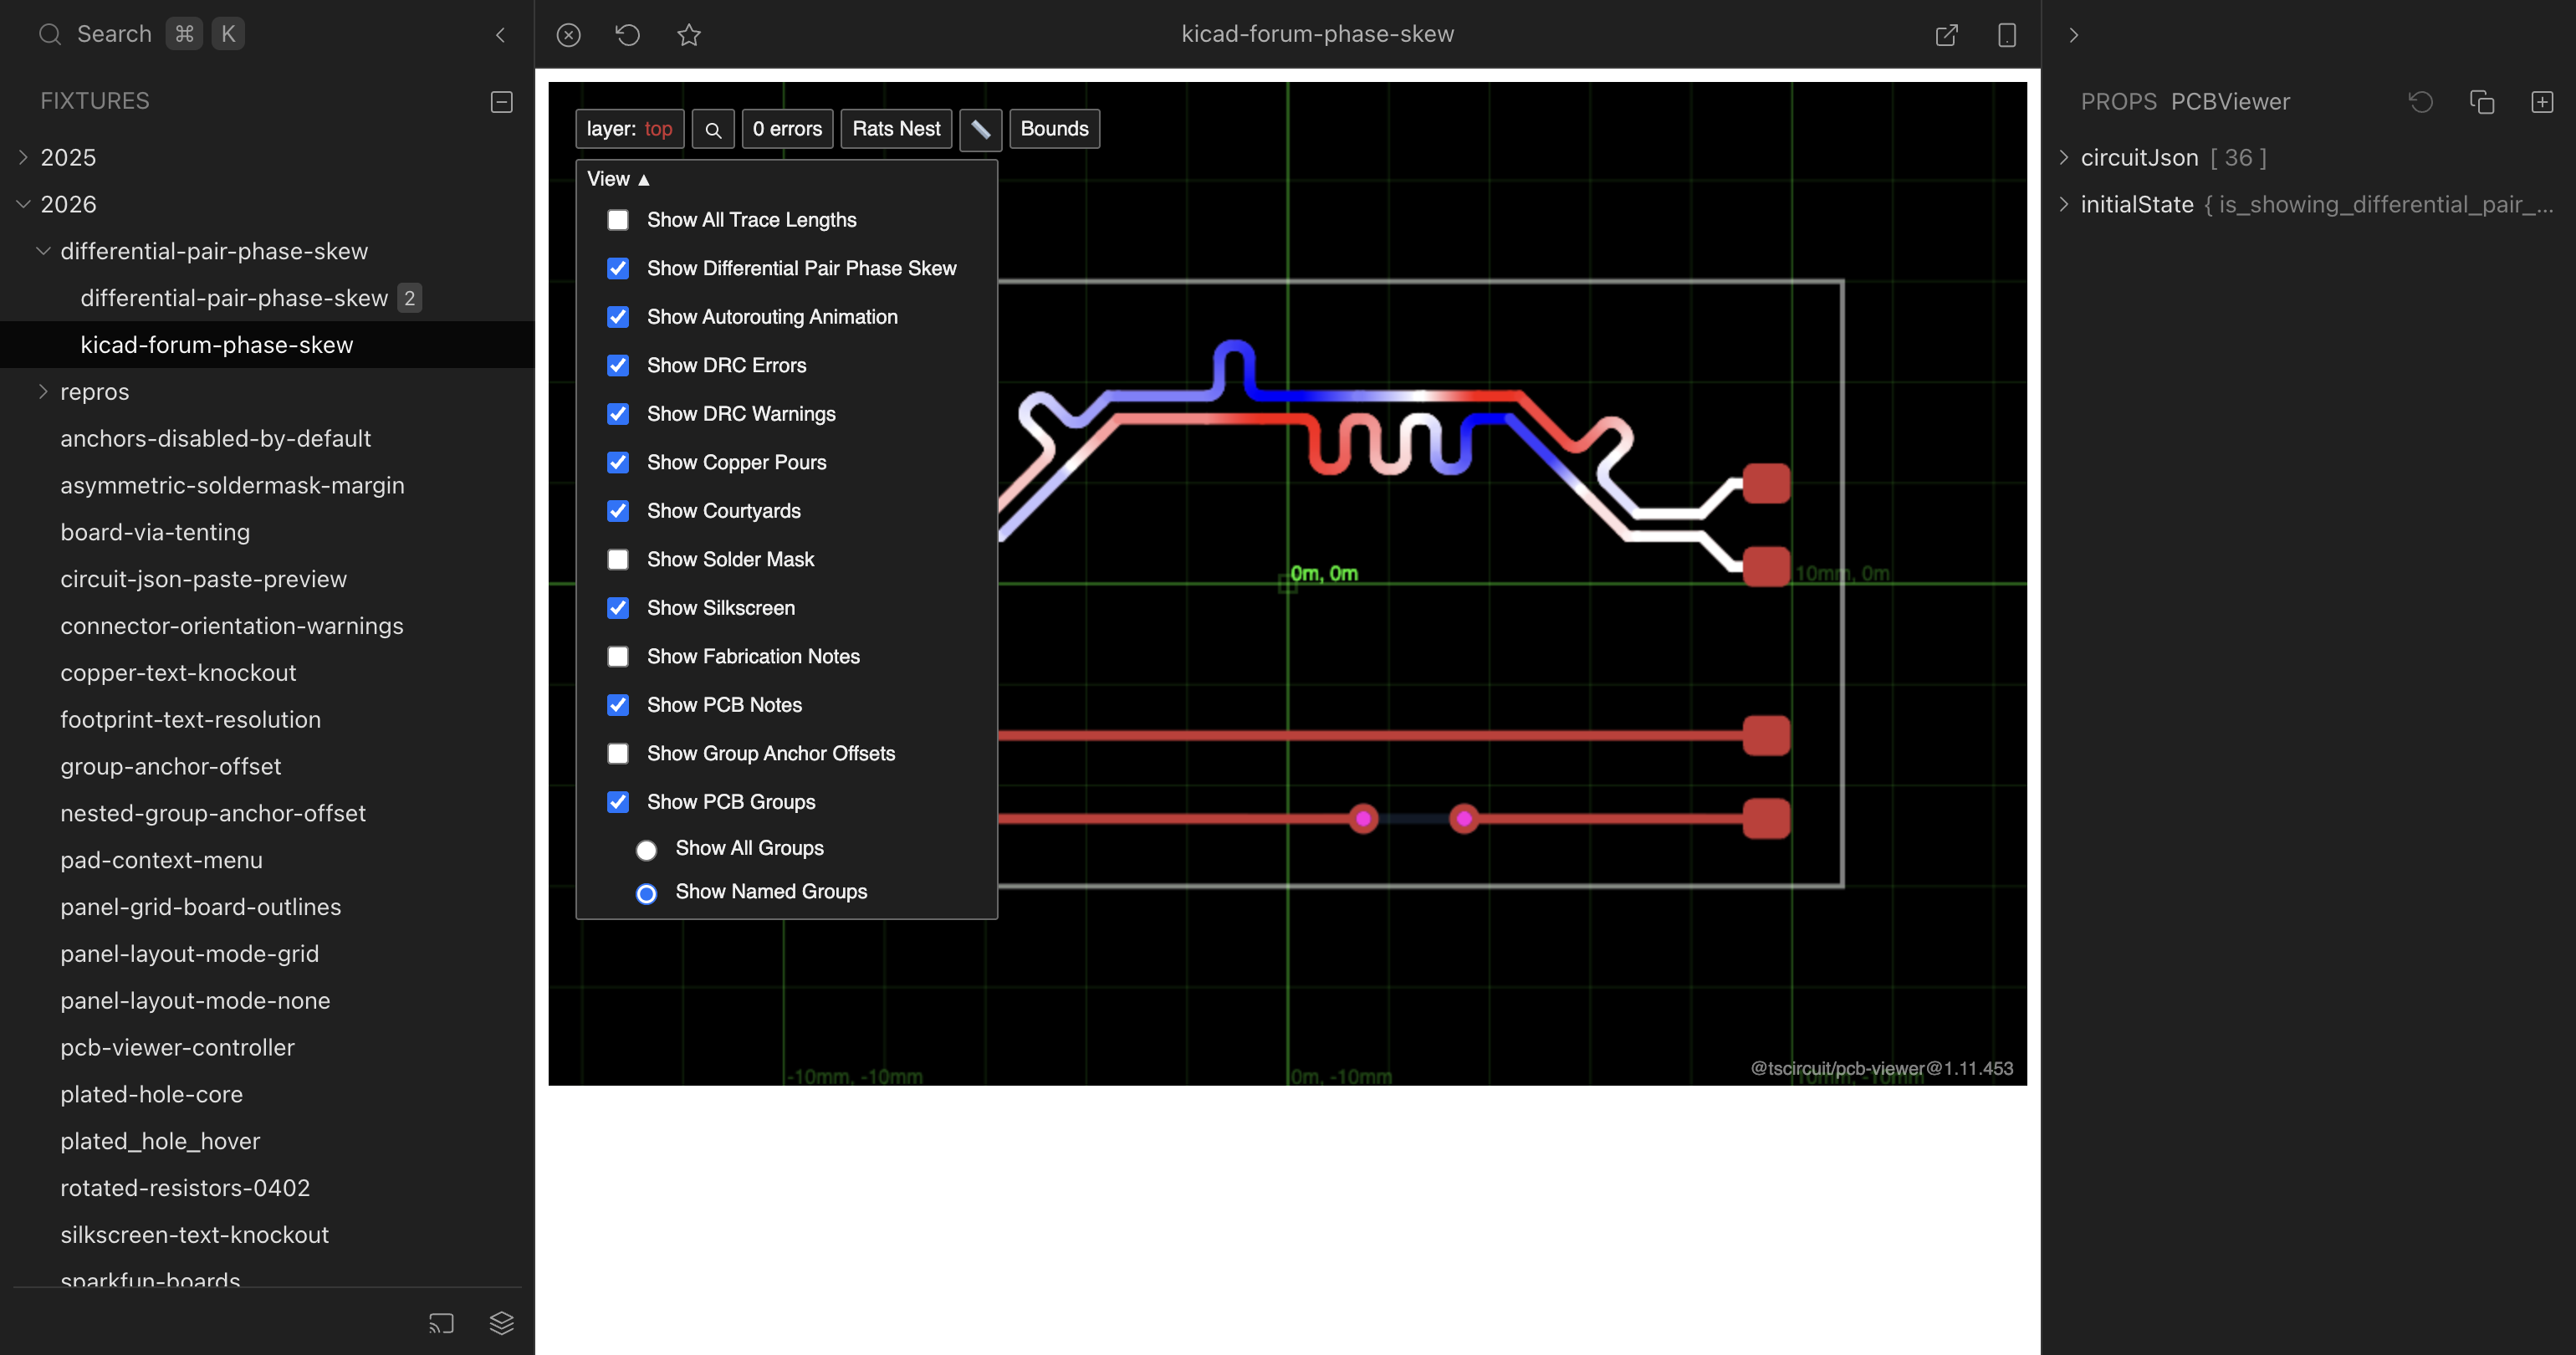 Search ⌘ K
FIXTURES
2025
2026
differential-pair-phase-skew
differential-pair-phase-skew 2
kicad-forum-phase-skew
repros
anchors-disabled-by-default
asymmetric-soldermask-margin
board-via-tenting
circuit-json-paste-preview
connector-orientation-warnings
copper-text-knockout
footprint-text-resolution
group-anchor-offset
nested-group-anchor-offset
pad-context-menu
panel-grid-board-outlines
panel-layout-mode-grid
panel-layout-mode-none
pcb-viewer-controller
plated-hole-core
plated_hole_hover
rotated-resistors-0402
silkscreen-text-knockout
sparkfun-boards
kicad-forum-phase-skew
layer: top
0 errors
Rats Nest
Bounds
View ▲
Show All Trace Lengths
Show Differential Pair Phase Skew
Show Autorouting Animation
Show DRC Errors
Show DRC Warnings
Show Copper Pours
Show Courtyards
Show Solder Mask
Show Silkscreen
Show Fabrication Notes
Show PCB Notes
Show Group Anchor Offsets
Show PCB Groups
Show All Groups
Show Named Groups
0m, 0m
10mm, 0m
-10mm, -10mm
0m, -10mm
10mm, -10mm
@tscircuit/pcb-viewer@1.11.453
PROPS PCBViewer
circuitJson [ 36 ]
initialState { is_showing_differential_pair_...